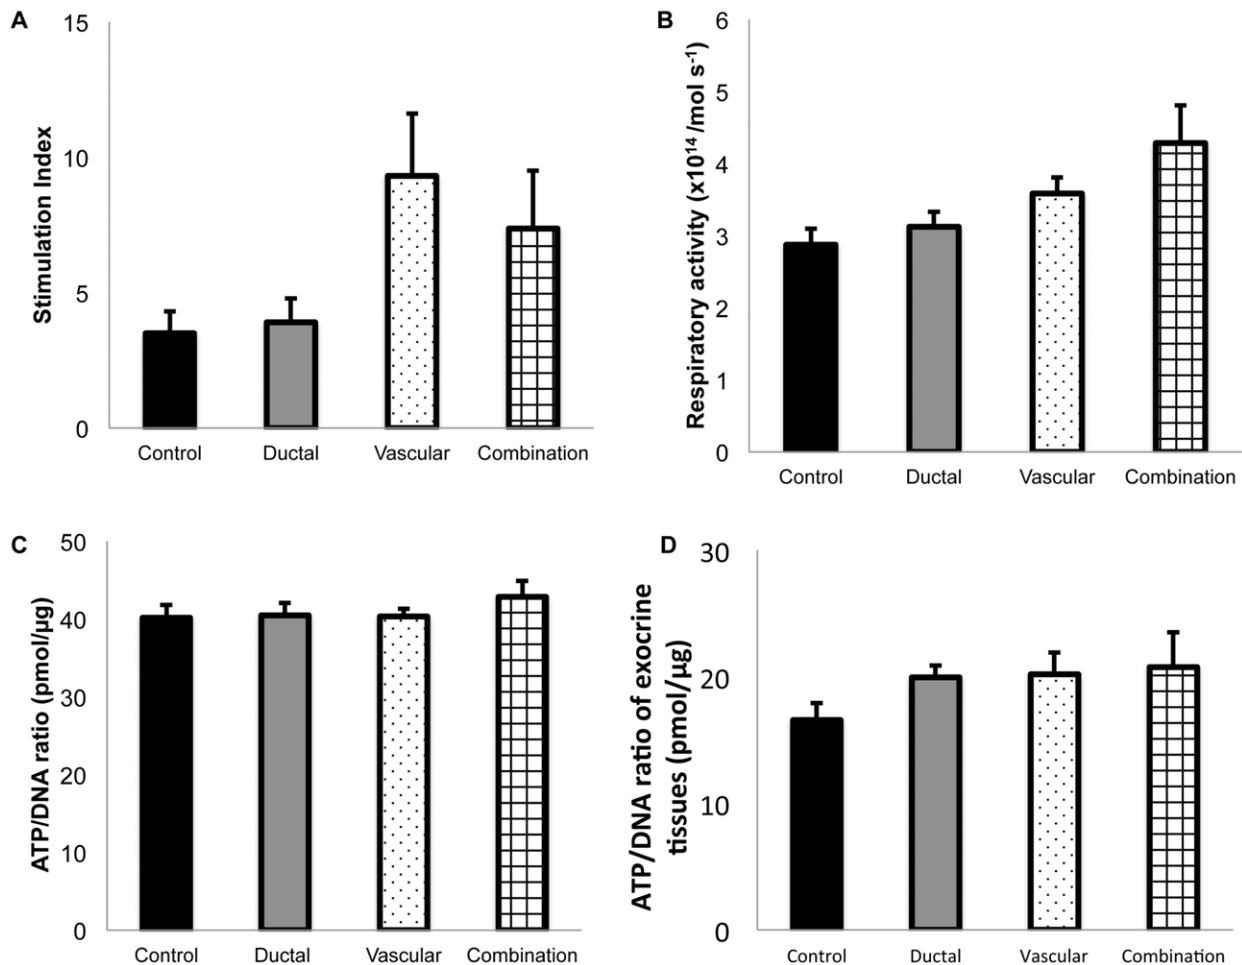 A
Stimulation Index
15
10
5
0
Control Ductal Vascular Combination
B
Respiratory activity (x10¹⁴ /mol s⁻¹)
6
5
4
3
2
1
0
Control Ductal Vascular Combination
C
ATP/DNA ratio (pmol/µg)
50
40
30
20
10
0
Control Ductal Vascular Combination
D
ATP/DNA ratio of exocrine
tissues (pmol/µg)
30
20
10
0
Control Ductal Vascular Combination